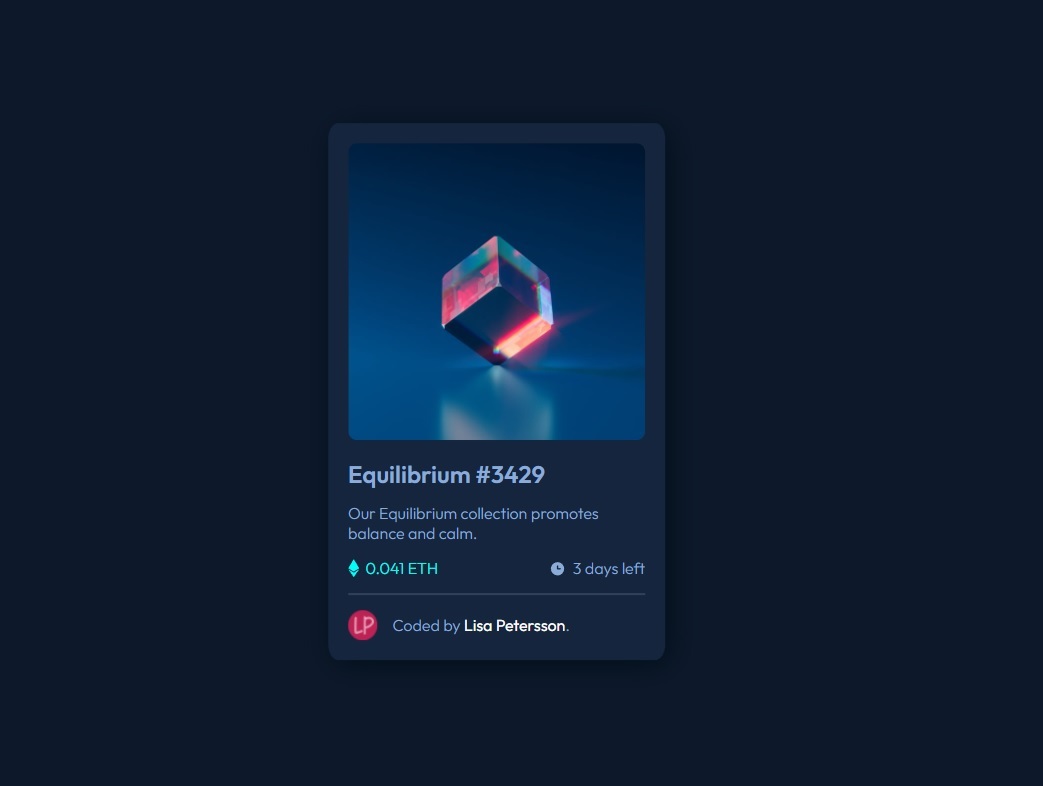 Equilibrium #3429
Our Equilibrium collection promotes
balance and calm.
0.041 ETH
3 days left
LP
Coded by Lisa Petersson.